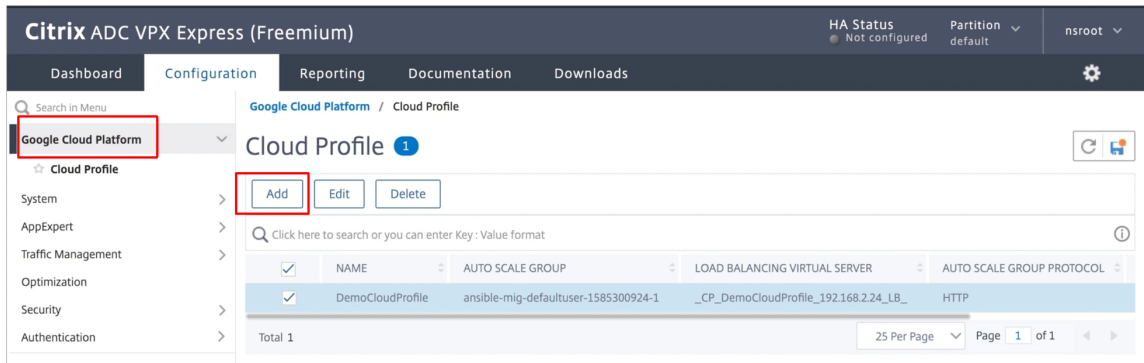 Citrix ADC VPX Express (Freemium)
HA Status
Not configured
Partition
default
nsroot
Dashboard Configuration Reporting Documentation Downloads
Search in Menu
Google Cloud Platform
Cloud Profile
System
AppExpert
Traffic Management
Optimization
Security
Authentication
Google Cloud Platform / Cloud Profile
Cloud Profile 1
Add Edit Delete
Click here to search or you can enter Key : Value format
NAME AUTO SCALE GROUP LOAD BALANCING VIRTUAL SERVER AUTO SCALE GROUP PROTOCOL
DemoCloudProfile ansible-mig-defaultuser-1585300924-1 _CP_DemoCloudProfile_192.168.2.24_LB_ HTTP
Total 1 25 Per Page Page 1 of 1